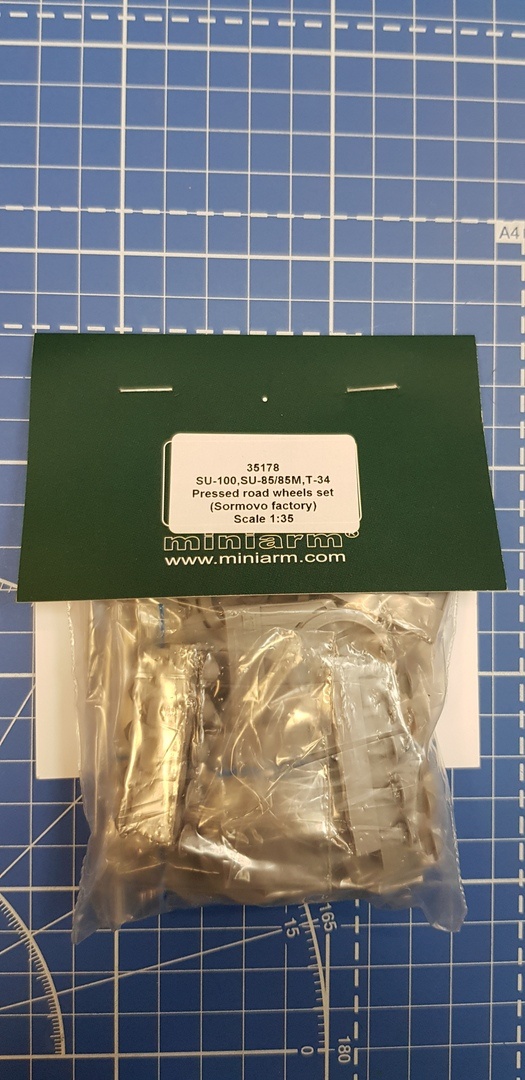 A4
35178
SU-100,SU-85/85M,T-34
Pressed road wheels set
(Sormovo factory)
Scale 1:35
miniarm®
www.miniarm.com
165
15
0
180